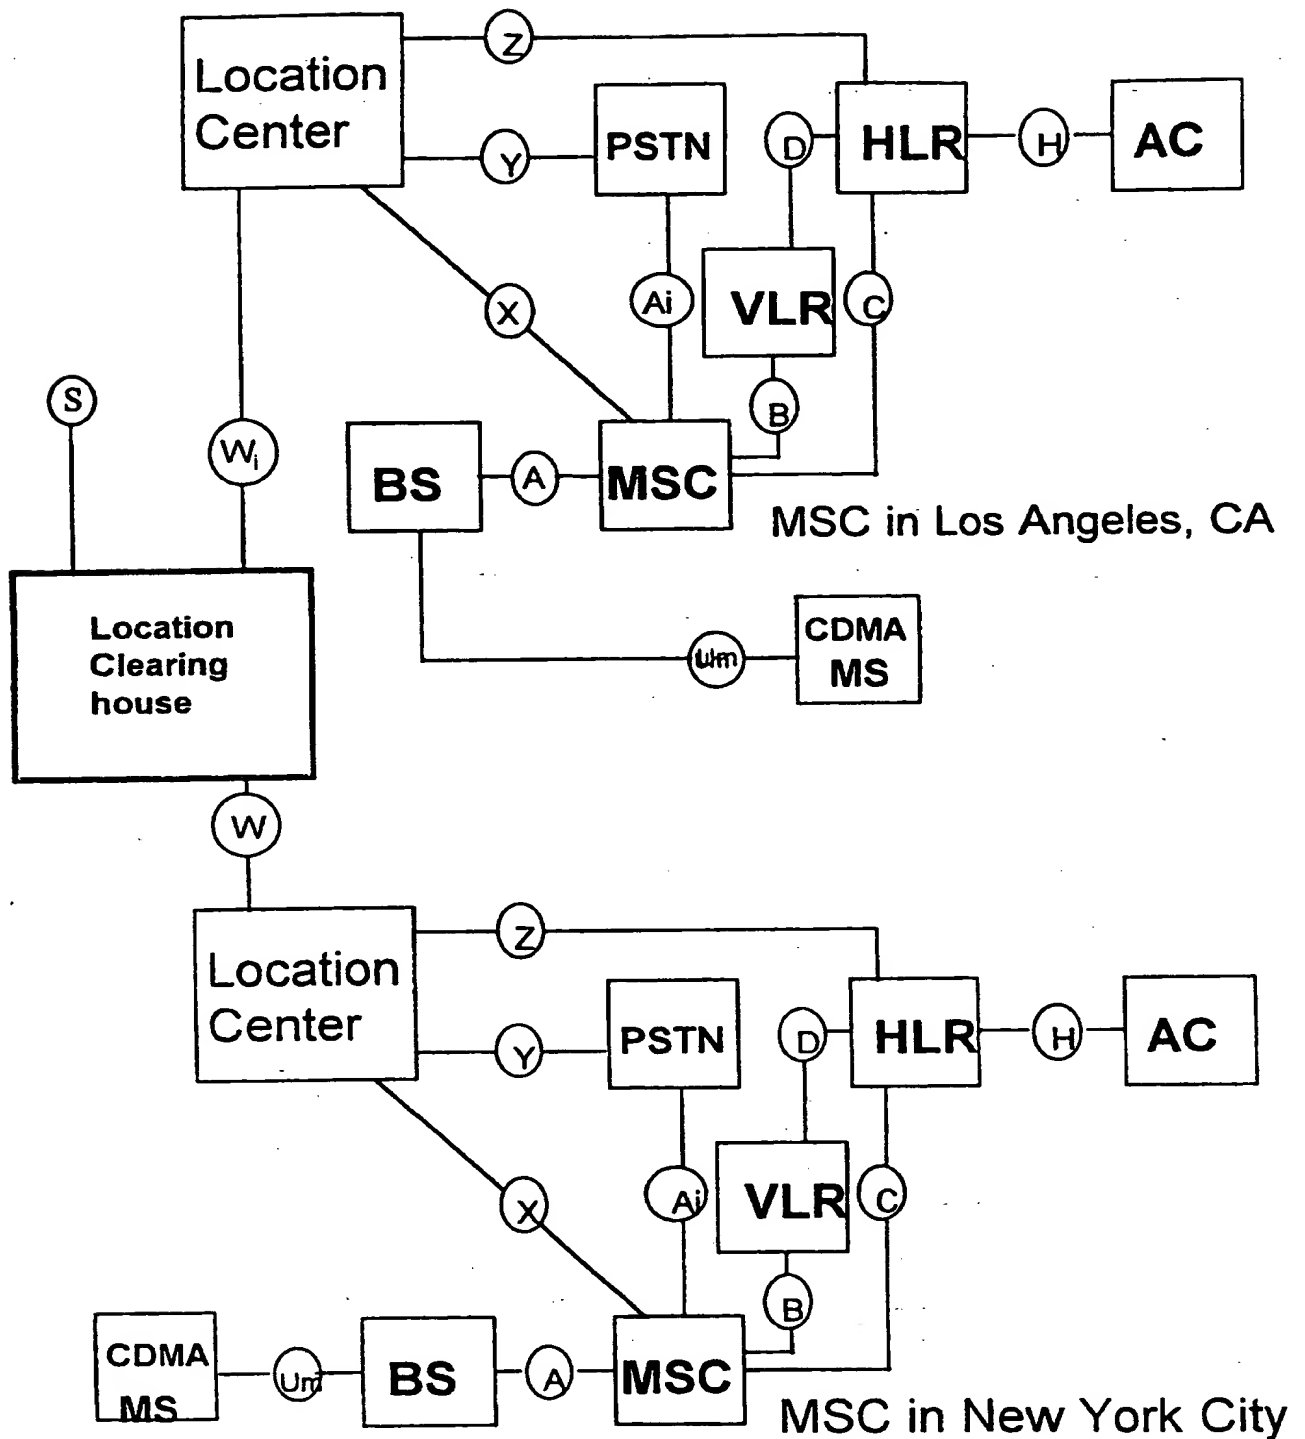 Z
Location
Center
PSTN
D
HLR
H
AC
Y
X
Ai
VLR
C
S
Wi
B
BS
A
MSC
MSC in Los Angeles, CA
Location
Clearing
house
Um
CDMA
MS
W
Z
Location
Center
PSTN
D
HLR
H
AC
Y
X
Ai
VLR
C
B
CDMA
MS
Um
BS
A
MSC
MSC in New York City